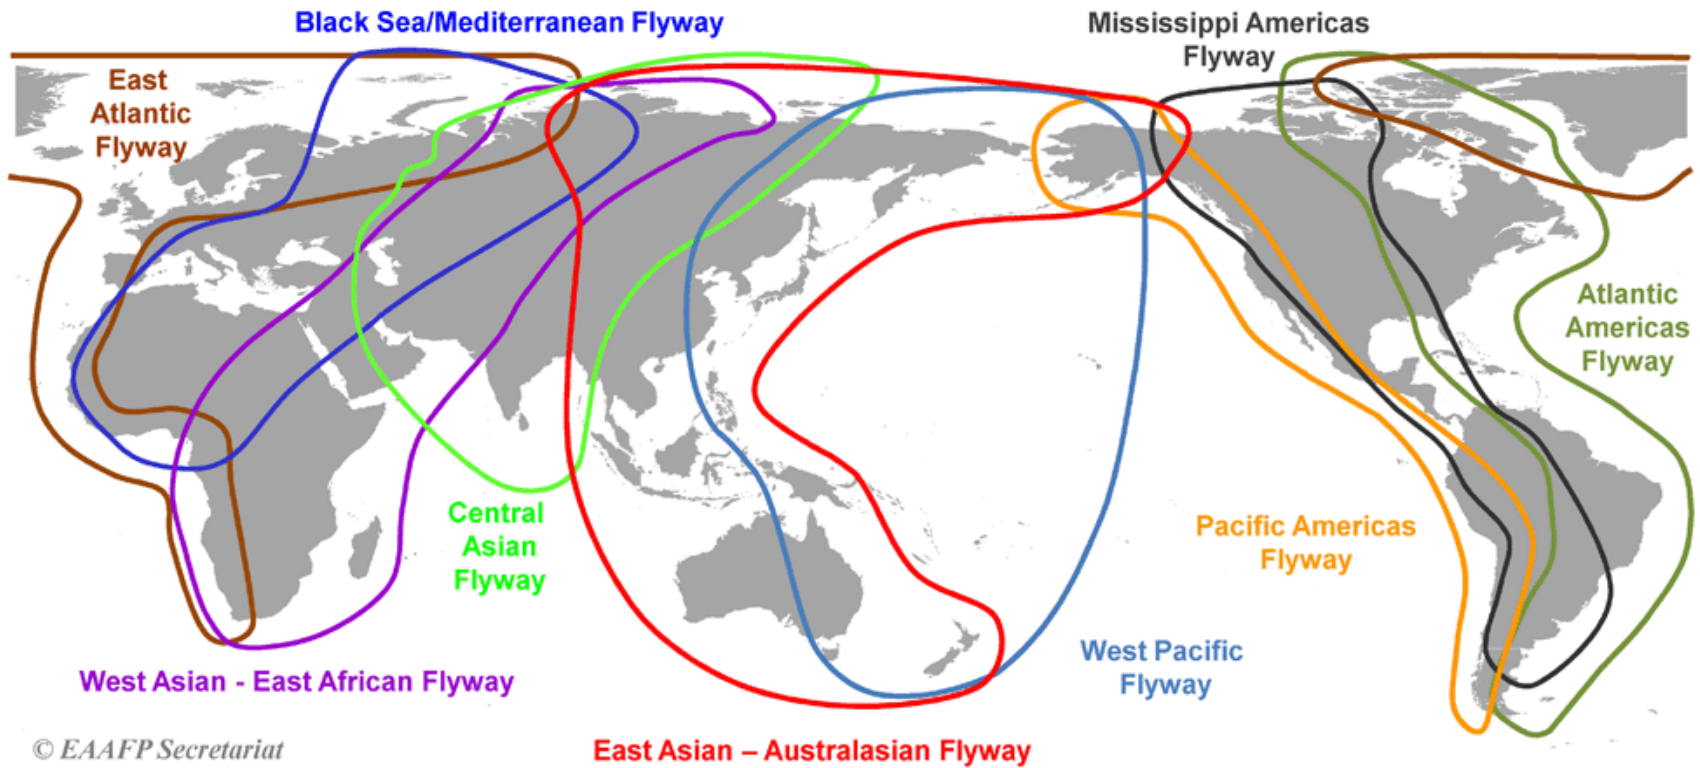 Black Sea/Mediterranean Flyway
Mississippi Americas
Flyway
East
Atlantic
Flyway
Atlantic
Americas
Flyway
Central
Asian
Flyway
Pacific Americas
Flyway
West Pacific
Flyway
West Asian - East African Flyway
East Asian – Australasian Flyway
© EAAFP Secretariat